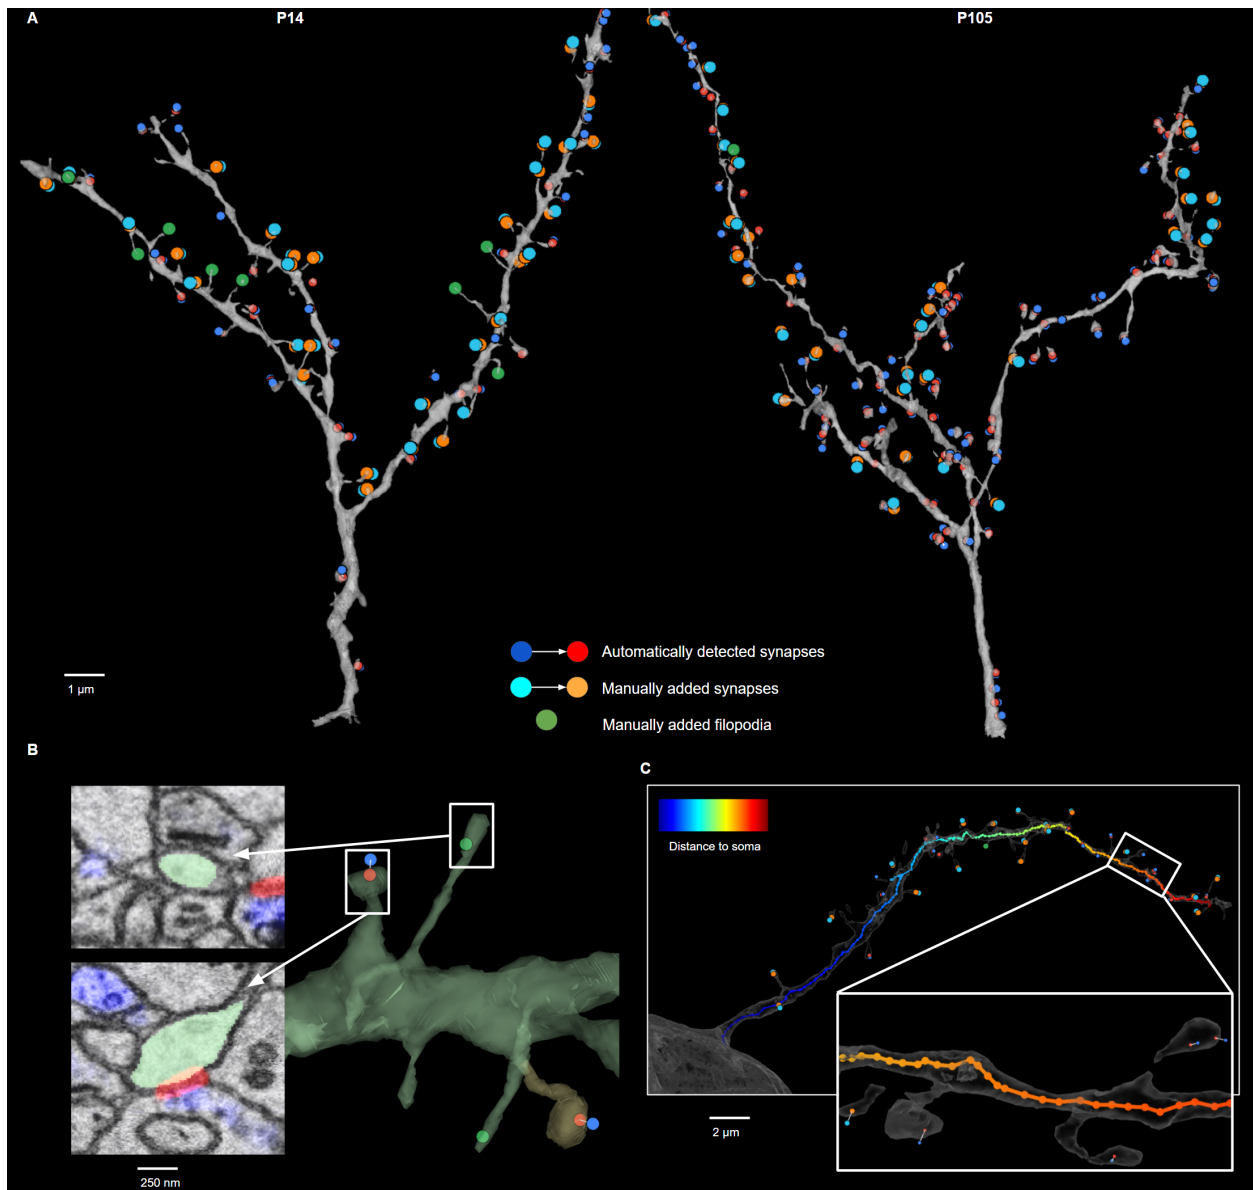 A
P14
P105
Automatically detected synapses
Manually added synapses
Manually added filopodia
1 µm
B
C
Distance to soma
2 µm
250 nm